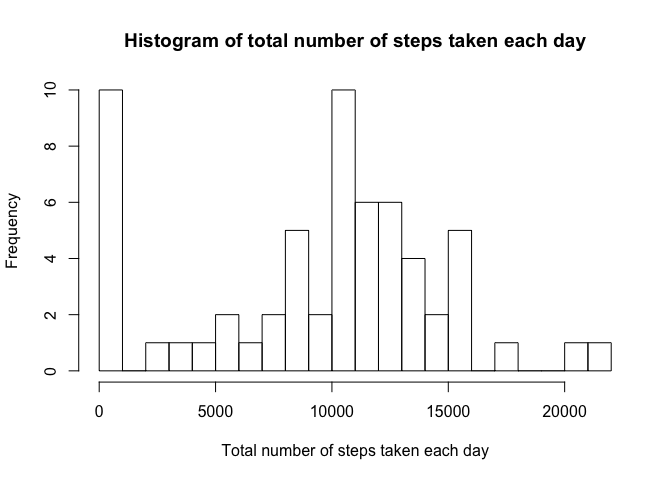 Histogram of total number of steps taken each day
Frequency
10
8
6
4
2
0
0 5000 10000 15000 20000
Total number of steps taken each day